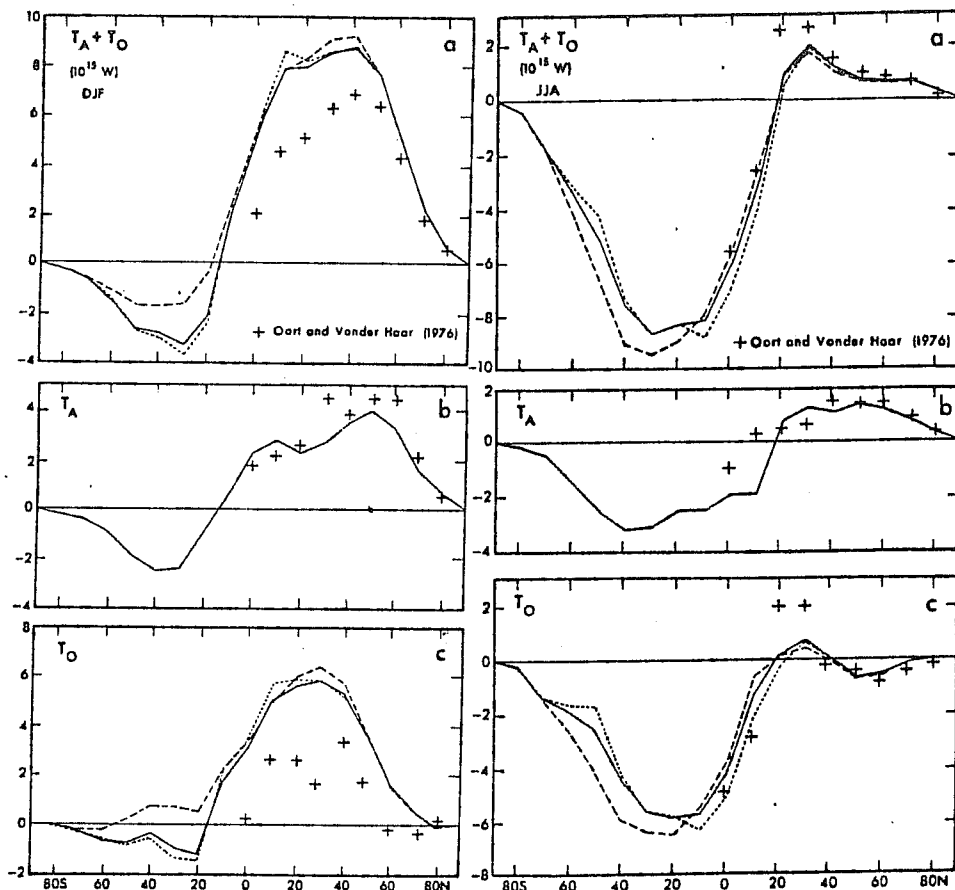 T_A + T_O
(10^15 W)
DJF
a
10
8
6
4
2
0
-2
-4
+ Oort and Vonder Haar (1976)
T_A
b
4
2
0
-2
-4
T_O
c
6
4
2
0
-2
80S 60 40 20 0 20 40 60 80N
T_A + T_O
(10^15 W)
JJA
a
2
0
-2
-4
-6
-8
-10
+ Oort and Vonder Haar (1976)
T_A
b
2
0
-2
-4
T_O
c
2
0
-2
-4
-6
-8
80S 60 40 20 0 20 40 60 80N